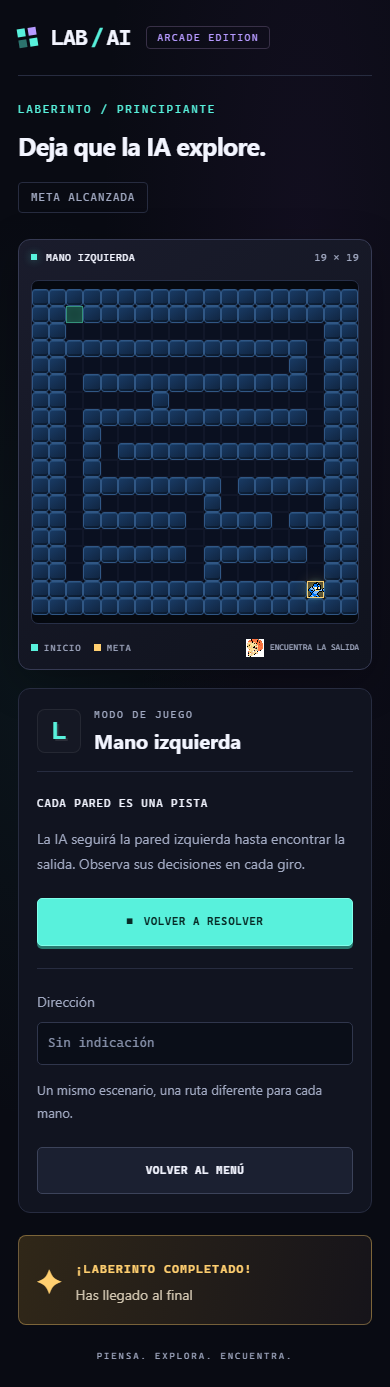 LAB/AI ARCADE EDITION
LABERINTO / PRINCIPIANTE
Deja que la IA explore.
META ALCANZADA
MANO IZQUIERDA 19 × 19
INICIO META ENCUENTRA LA SALIDA
L
MODO DE JUEGO
Mano izquierda
CADA PARED ES UNA PISTA
La IA seguirá la pared izquierda hasta encontrar la
salida. Observa sus decisiones en cada giro.
VOLVER A RESOLVER
Dirección
Sin indicación
Un mismo escenario, una ruta diferente para cada
mano.
VOLVER AL MENÚ
¡LABERINTO COMPLETADO!
Has llegado al final
PIENSA. EXPLORA. ENCUENTRA.